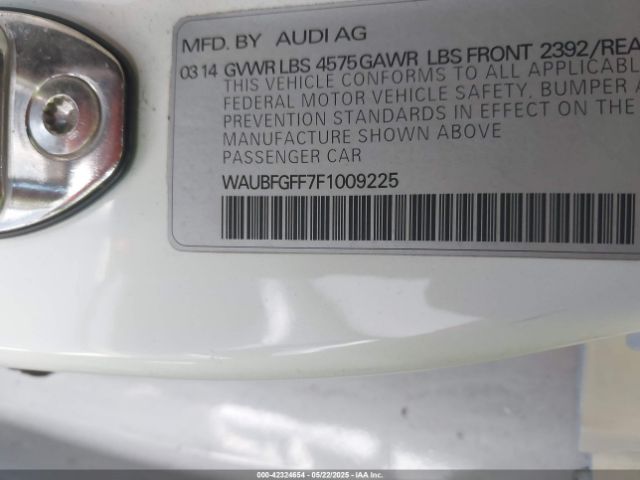 MFD. BY AUDI AG
03 14 GVWR LBS 4575 GAWR LBS FRONT 2392/REA
THIS VEHICLE CONFORMS TO ALL APPLICABL
FEDERAL MOTOR VEHICLE SAFETY, BUMPER A
PREVENTION STANDARDS IN EFFECT ON THE
MANUFACTURE SHOWN ABOVE
PASSENGER CAR
WAUBFGFF7F1009225
000-42324654 | 05/22/2025 | IAA Inc.